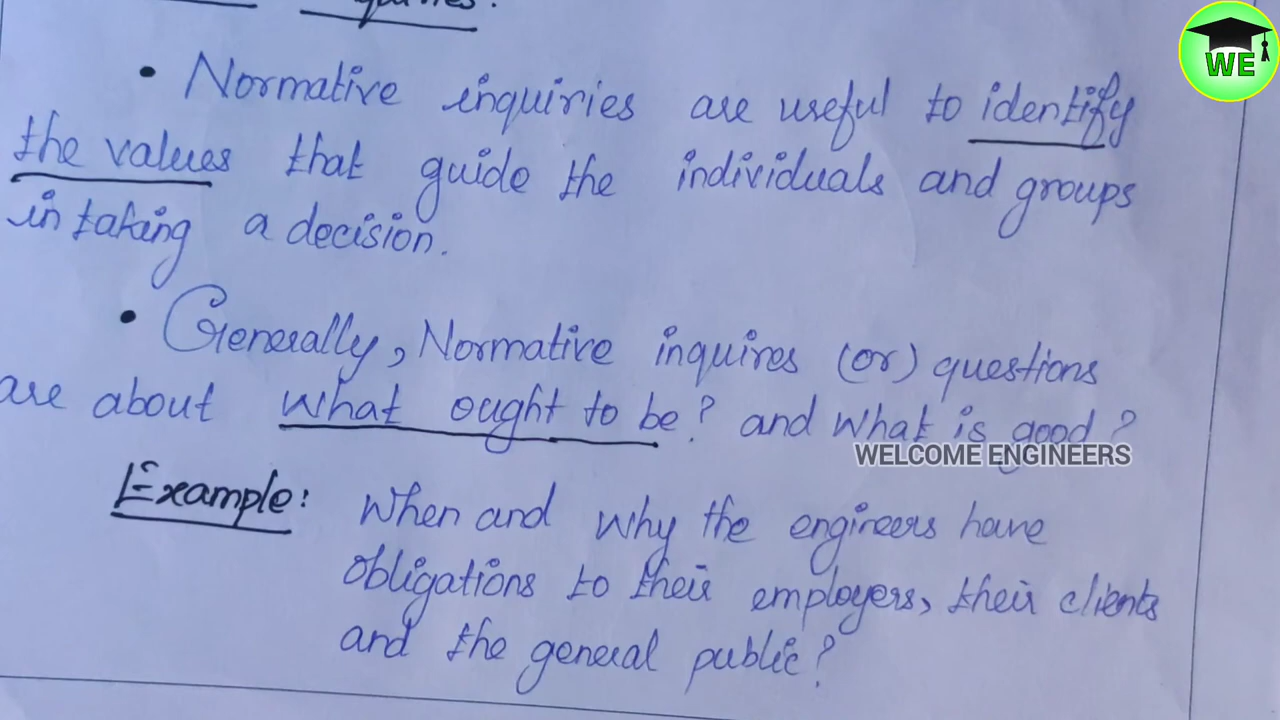 WE
• Normative inquiries are useful to identify
the values that guide the individuals and groups
in taking a decision.
• Generally, Normative inquires (or) questions
are about what ought to be? and what is good?
WELCOME ENGINEERS
Example: When and why the engineers have
obligations to their employers, their clients
and the general public?